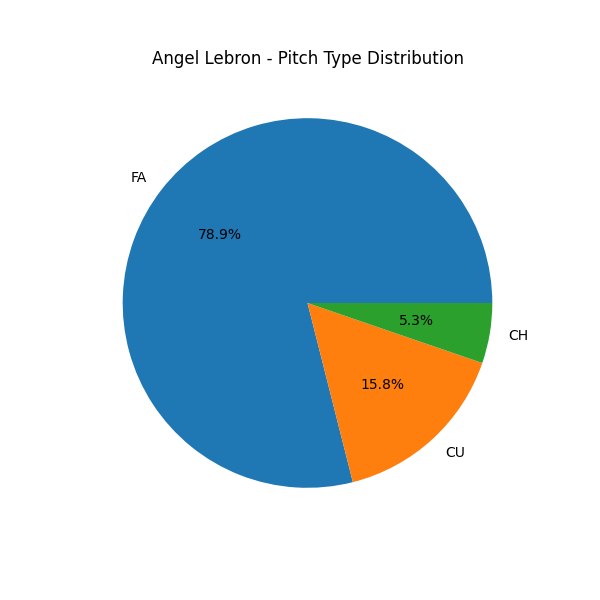 Angel Lebron - Pitch Type Distribution
FA
78.9%
5.3%
CH
15.8%
CU